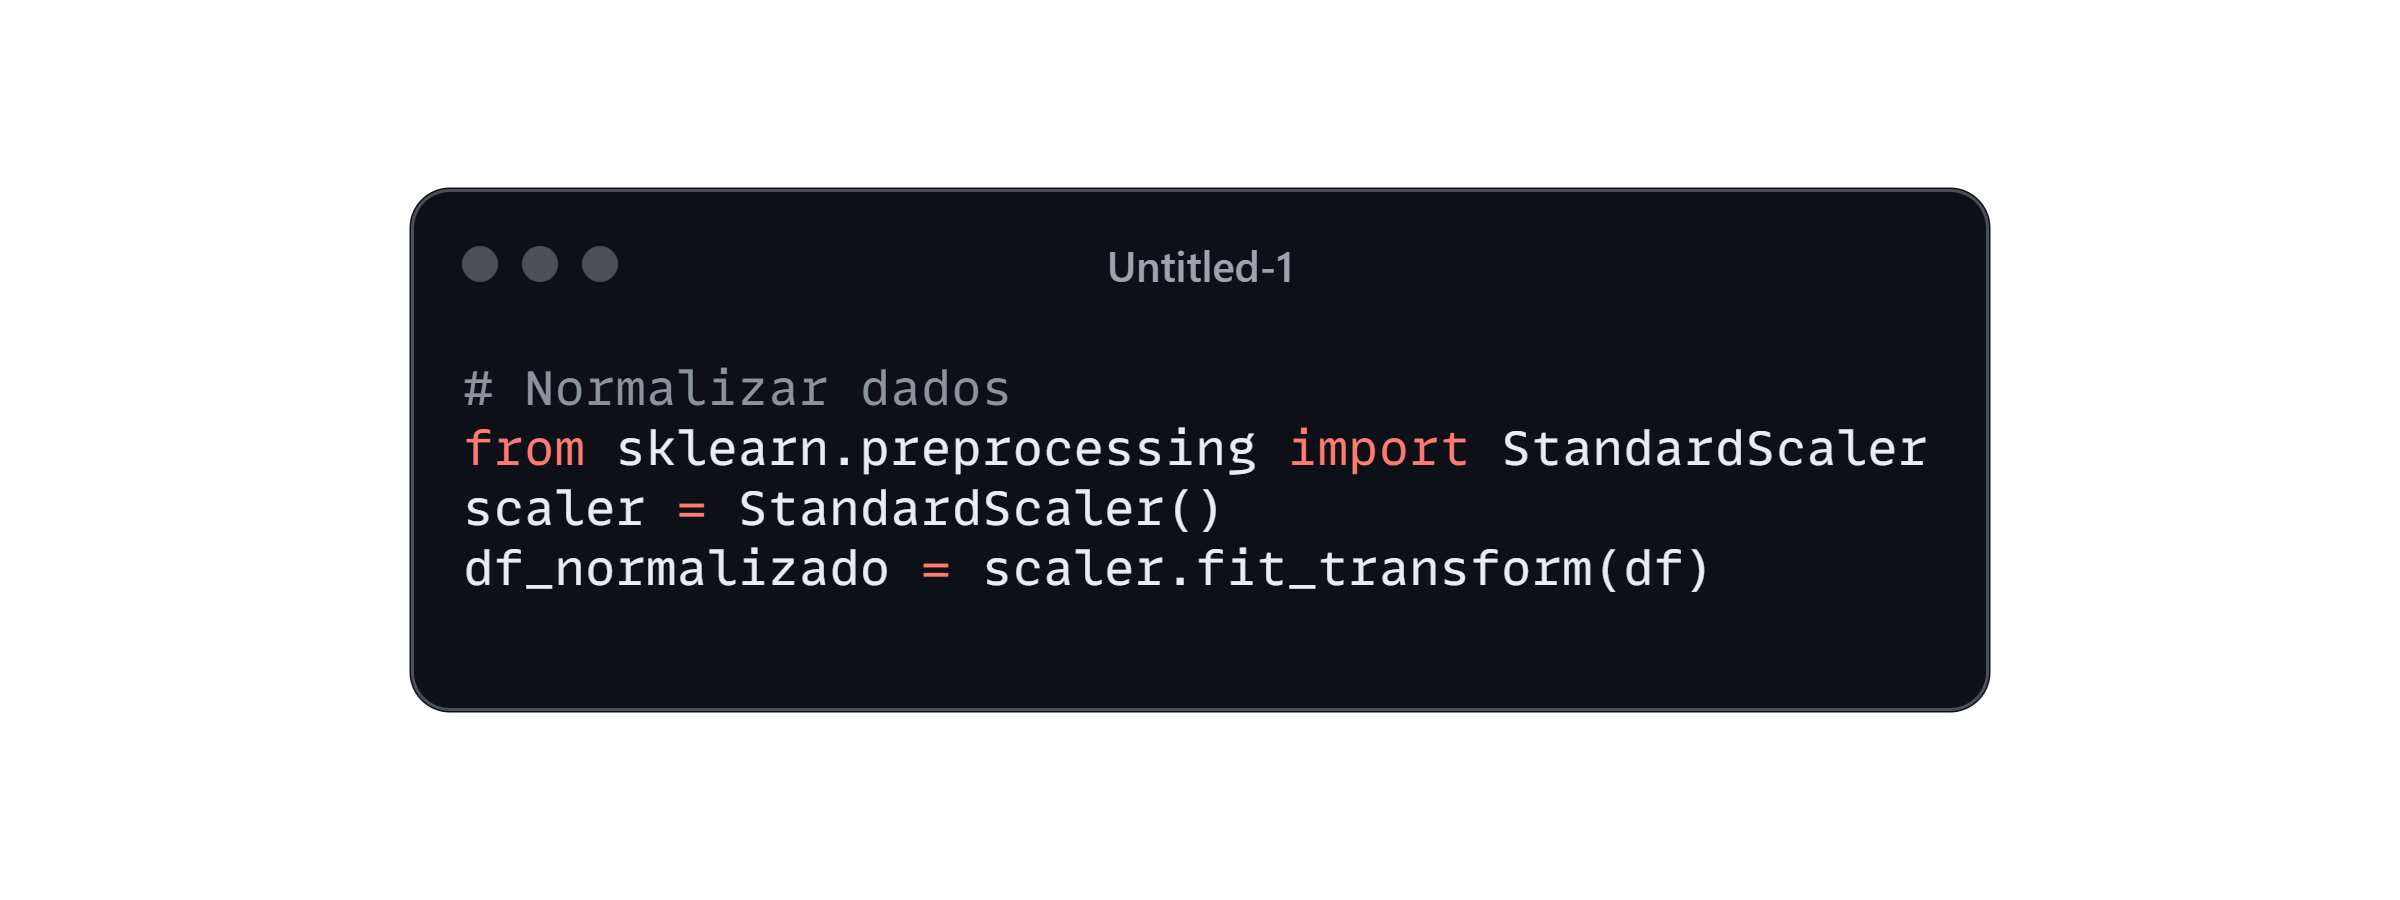 Untitled-1
# Normalizar dados
from sklearn.preprocessing import StandardScaler
scaler = StandardScaler()
df_normalizado = scaler.fit_transform(df)